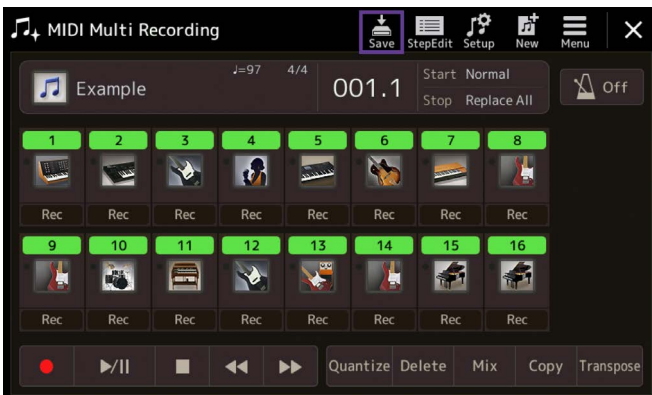 MIDI Multi Recording
Save StepEdit Setup New Menu
Example ♩=97 4/4 001.1 Start Normal
Stop Replace All
Off
1 2 3 4 5 6 7 8
Rec Rec Rec Rec Rec Rec Rec Rec
9 10 11 12 13 14 15 16
Rec Rec Rec Rec Rec Rec Rec Rec
Quantize Delete Mix Copy Transpose